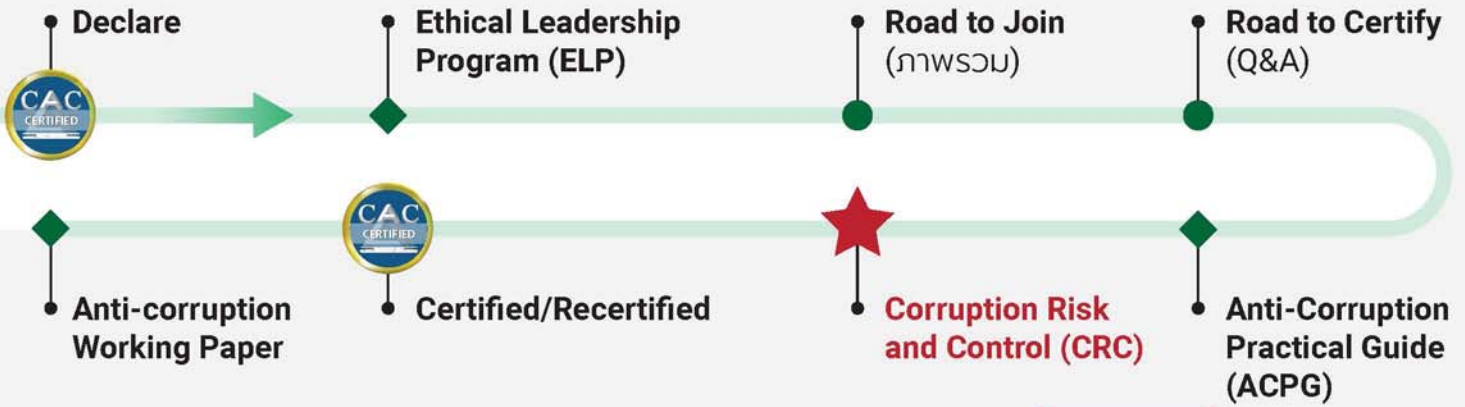 Declare
Ethical Leadership
Program (ELP)
Road to Join
(ภาพรวม)
Road to Certify
(Q&A)
CAC
CERTIFIED
CAC
CERTIFIED
Anti-corruption
Working Paper
Certified/Recertified
Corruption Risk
and Control (CRC)
Anti-Corruption
Practical Guide
(ACPG)